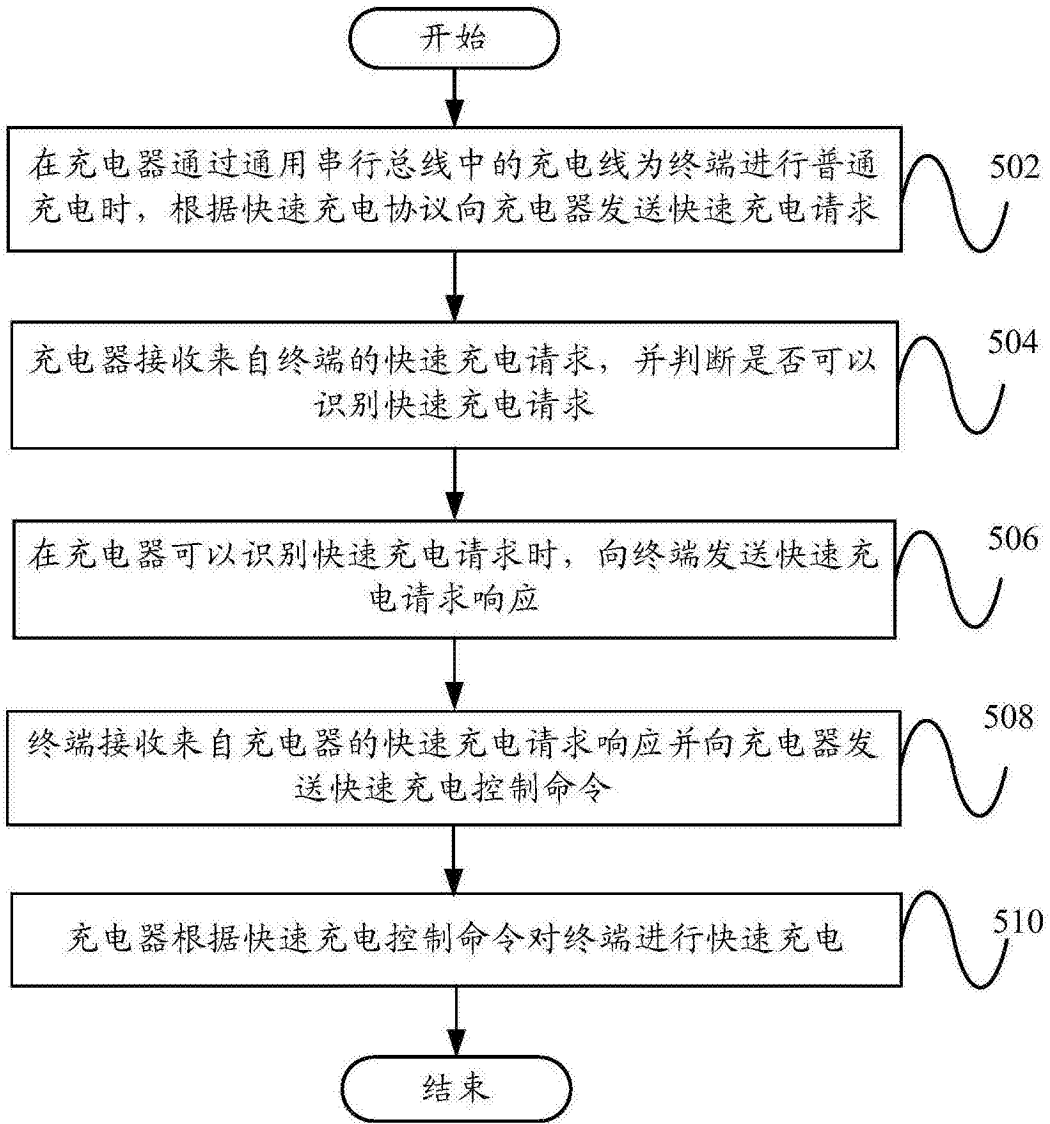 开始
在充电器通过通用串行总线中的充电线为终端进行普通
充电时，根据快速充电协议向充电器发送快速充电请求
502
充电器接收来自终端的快速充电请求，并判断是否可以
识别快速充电请求
504
在充电器可以识别快速充电请求时，向终端发送快速充
电请求响应
506
终端接收来自充电器的快速充电请求响应并向充电器发
送快速充电控制命令
508
充电器根据快速充电控制命令对终端进行快速充电
510
结束